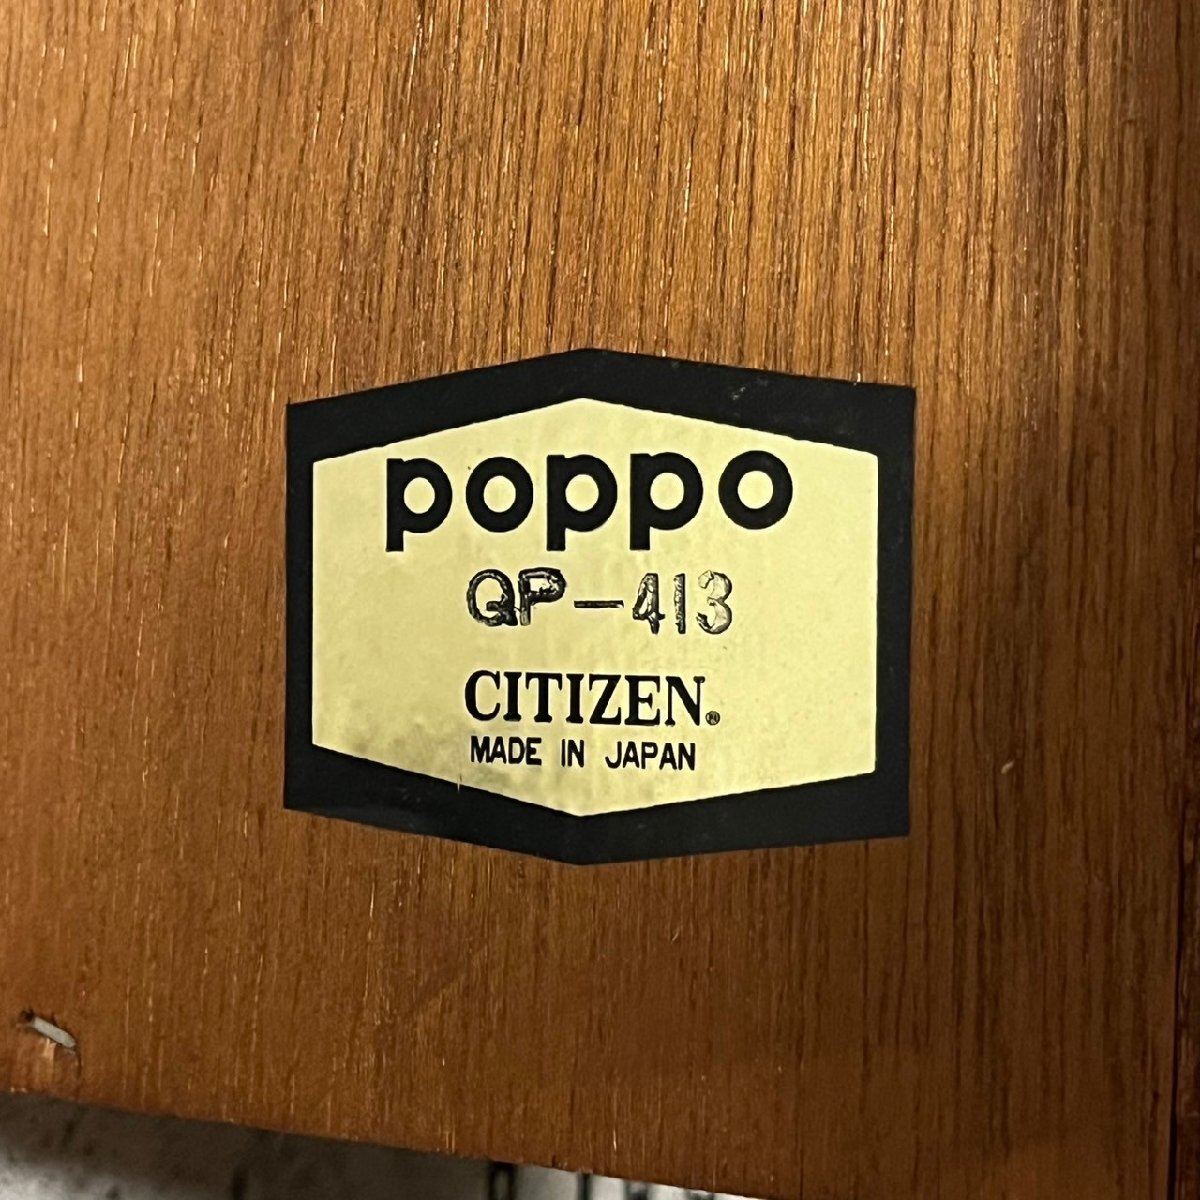 poppo
QP-413
CITIZEN®
MADE IN JAPAN